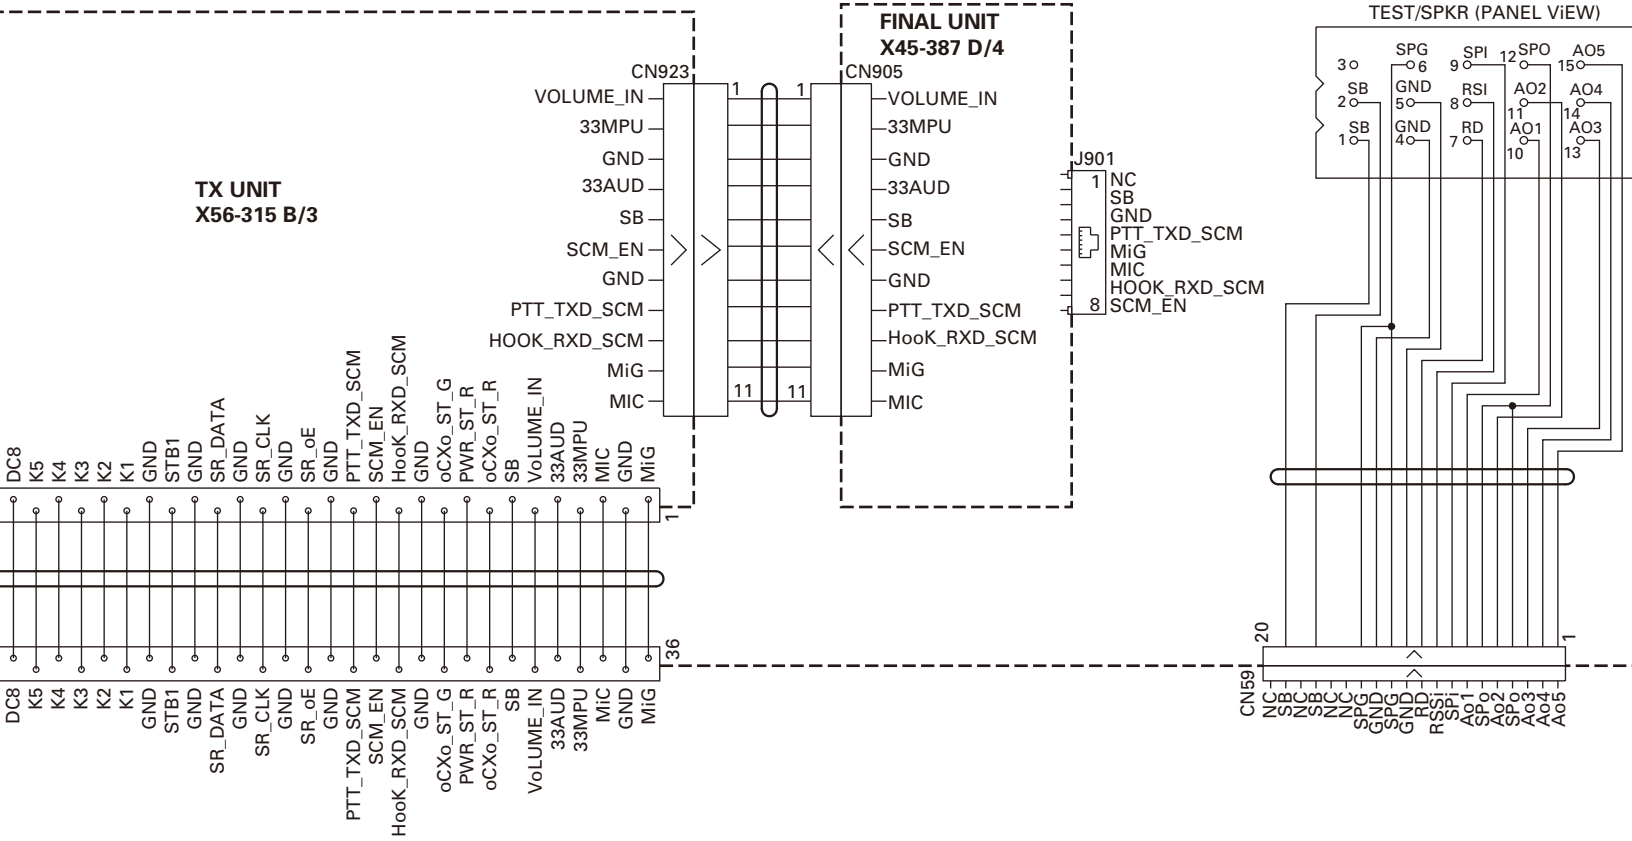 TX UNIT
X56-315 B/3
CN923
VOLUME_IN
33MPU
GND
33AUD
SB
SCM_EN
GND
PTT_TXD_SCM
HOOK_RXD_SCM
MiG
MIC
1
11
1
11
FINAL UNIT
X45-387 D/4
CN905
VOLUME_IN
33MPU
GND
33AUD
SB
SCM_EN
GND
PTT_TXD_SCM
HooK_RXD_SCM
MiG
MIC
J901
1 NC
SB
GND
PTT_TXD_SCM
MiG
MIC
HOOK_RXD_SCM
8 SCM_EN
TEST/SPKR (PANEL ViEW)
3
SPG
6
SPI
9
SPO
12
AO5
15
SB
2
GND
5
RSI
8
AO2
11
AO4
14
SB
1
GND
4
RD
7
AO1
10
AO3
13
DC8
K5
K4
K3
K2
K1
GND
STB1
GND
SR_DATA
GND
SR_CLK
GND
SR_oE
GND
PTT_TXD_SCM
SCM_EN
HooK_RXD_SCM
GND
oCXo_ST_G
PWR_ST_R
oCXo_ST_R
SB
VoLUME_IN
33AUD
33MPU
MIC
GND
MiG
1
36
DC8
K5
K4
K3
K2
K1
GND
STB1
GND
SR_DATA
GND
SR_CLK
GND
SR_oE
GND
PTT_TXD_SCM
SCM_EN
HooK_RXD_SCM
GND
oCXo_ST_G
PWR_ST_R
oCXo_ST_R
SB
VoLUME_IN
33AUD
33MPU
MiC
GND
MiG
20
1
CN59
NC
SB
NC
SB
NC
NC
SPG
GND
SPG
GND
RD
RSSi
SPi
Ao1
SPo
Ao2
SPo
Ao3
Ao4
Ao5